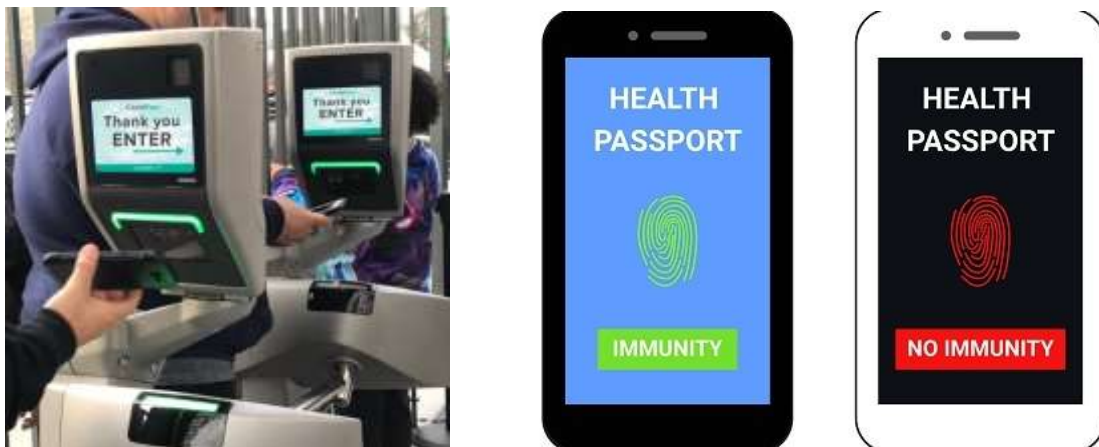 Thank you
ENTER
Thank you
ENTER
HEALTH
PASSPORT
IMMUNITY
HEALTH
PASSPORT
NO IMMUNITY